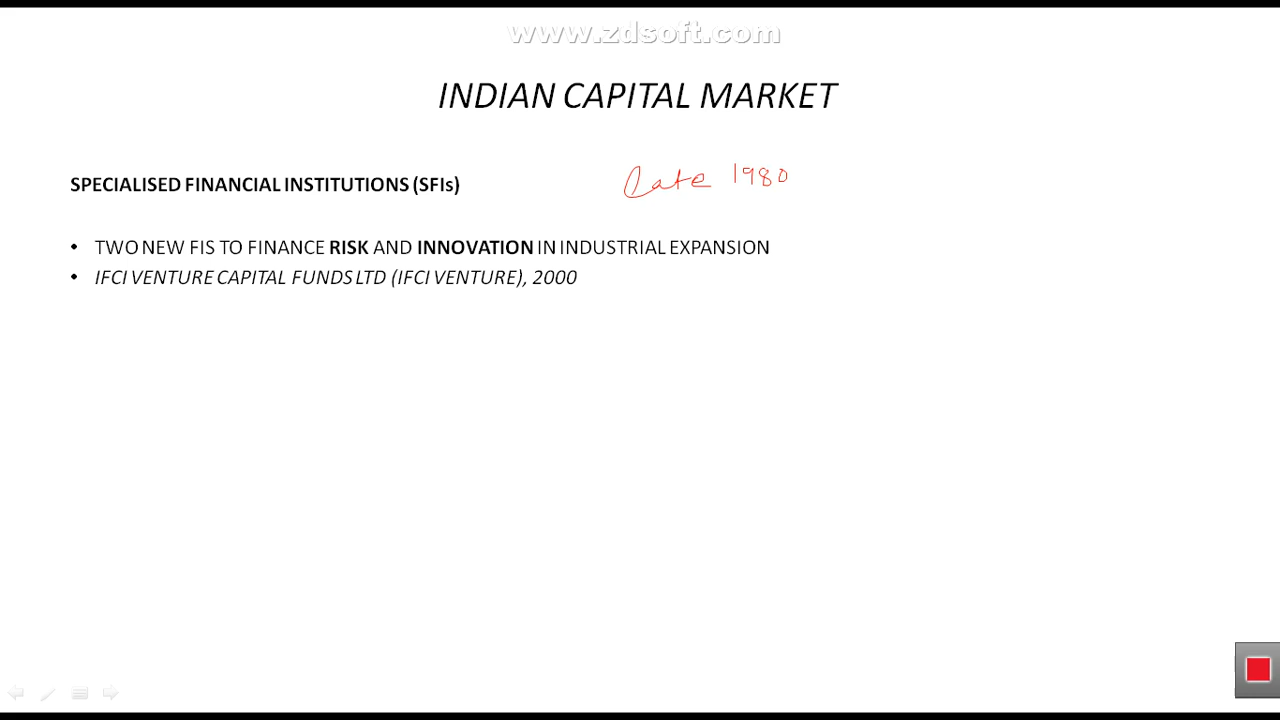 www.zdsoft.com
INDIAN CAPITAL MARKET
SPECIALISED FINANCIAL INSTITUTIONS (SFIs)
Late 1980
• TWO NEW FIS TO FINANCE RISK AND INNOVATION IN INDUSTRIAL EXPANSION
• IFCI VENTURE CAPITAL FUNDS LTD (IFCI VENTURE), 2000